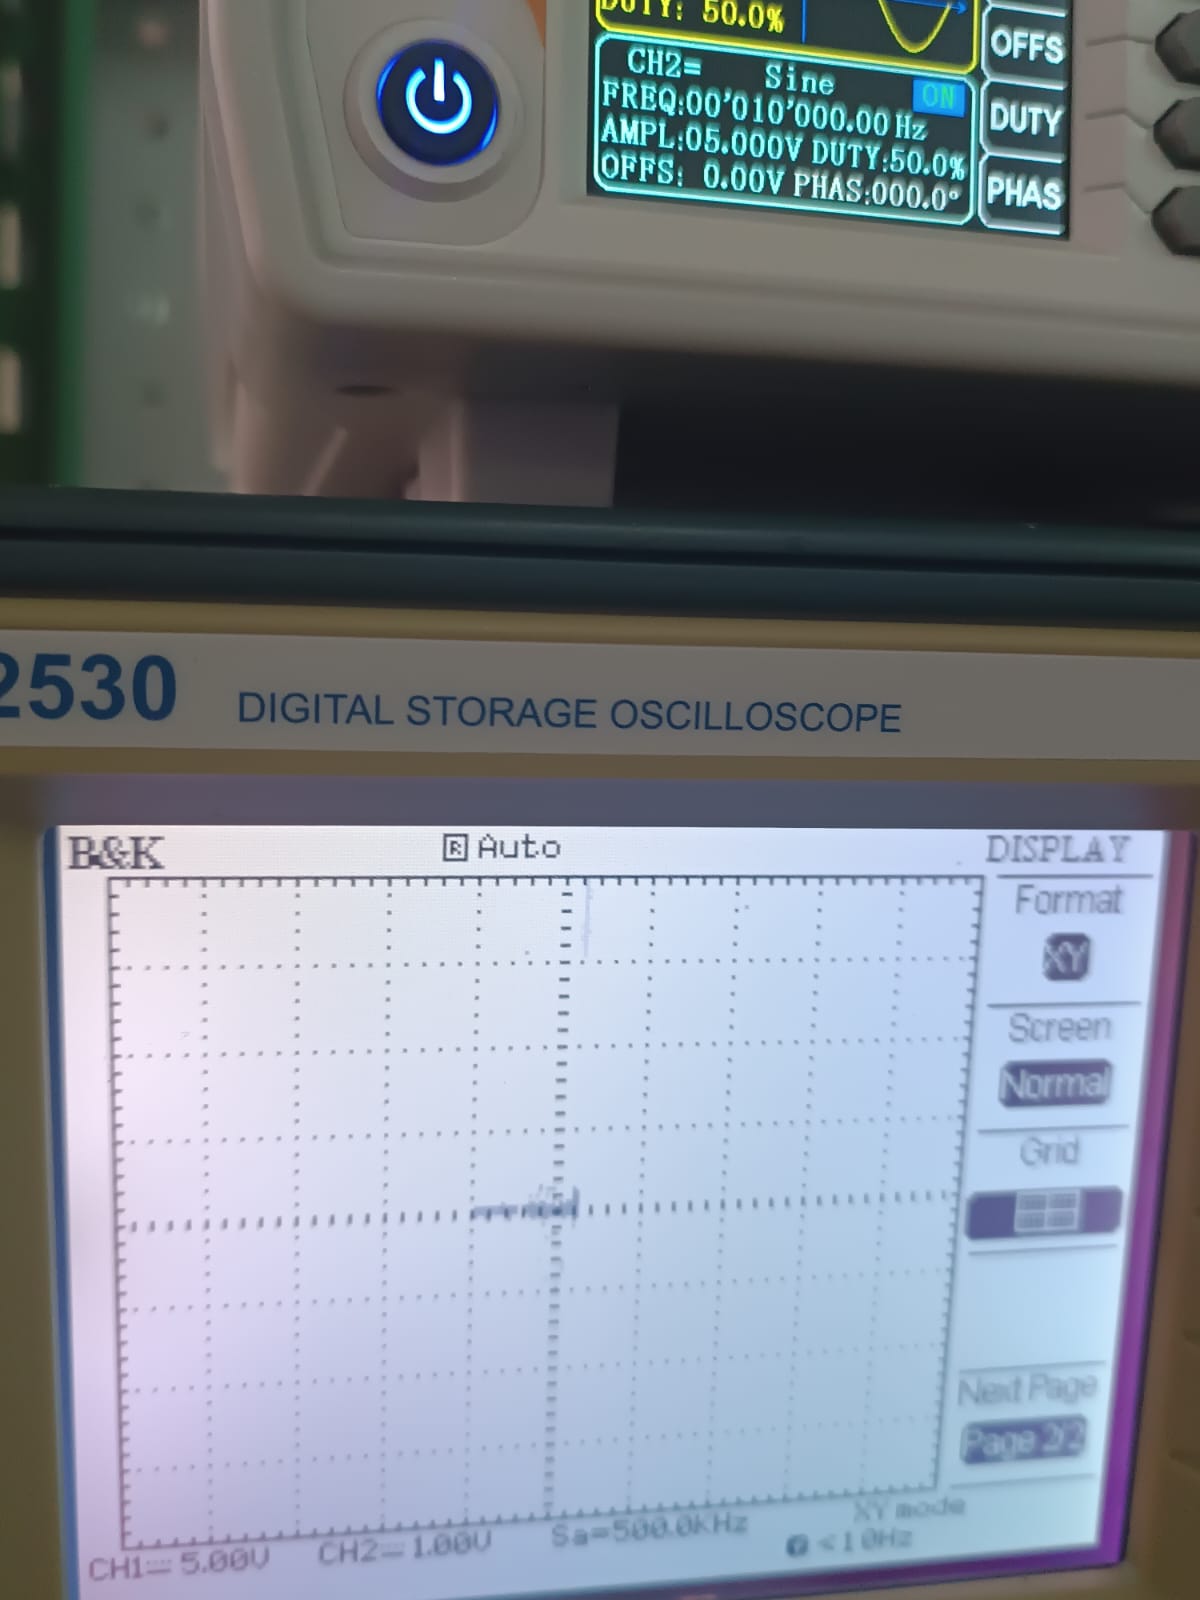 DUTY: 50.0%
OFFS
CH2= Sine ON
FREQ:00'010'000.00 Hz
DUTY
AMPL:05.000V DUTY:50.0%
OFFS: 0.00V PHAS:000.0°
PHAS
2530 DIGITAL STORAGE OSCILLOSCOPE
B&K R Auto DISPLAY
Format
XY
Screen
Normal
Grid
Next Page
Page 2/2
XY mode
CH1 5.00V CH2 1.00V Sa=500.0KHz
<10Hz